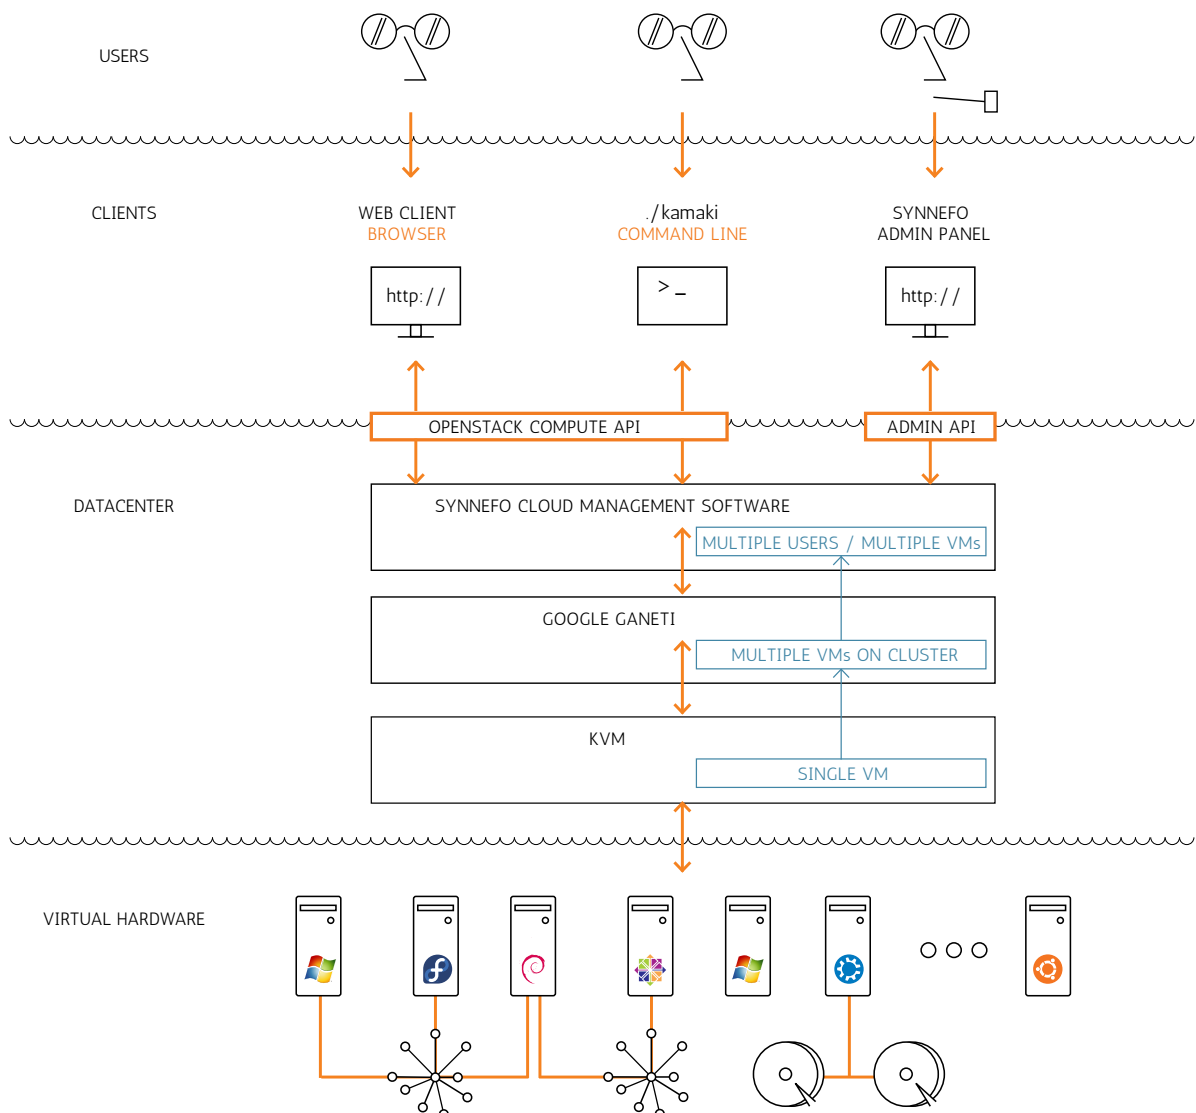 USERS
CLIENTS
WEB CLIENT
BROWSER
./kamaki
COMMAND LINE
SYNNEFO
ADMIN PANEL
http://
>_
http://
OPENSTACK COMPUTE API
ADMIN API
DATACENTER
SYNNEFO CLOUD MANAGEMENT SOFTWARE
MULTIPLE USERS / MULTIPLE VMs
GOOGLE GANETI
MULTIPLE VMs ON CLUSTER
KVM
SINGLE VM
VIRTUAL HARDWARE